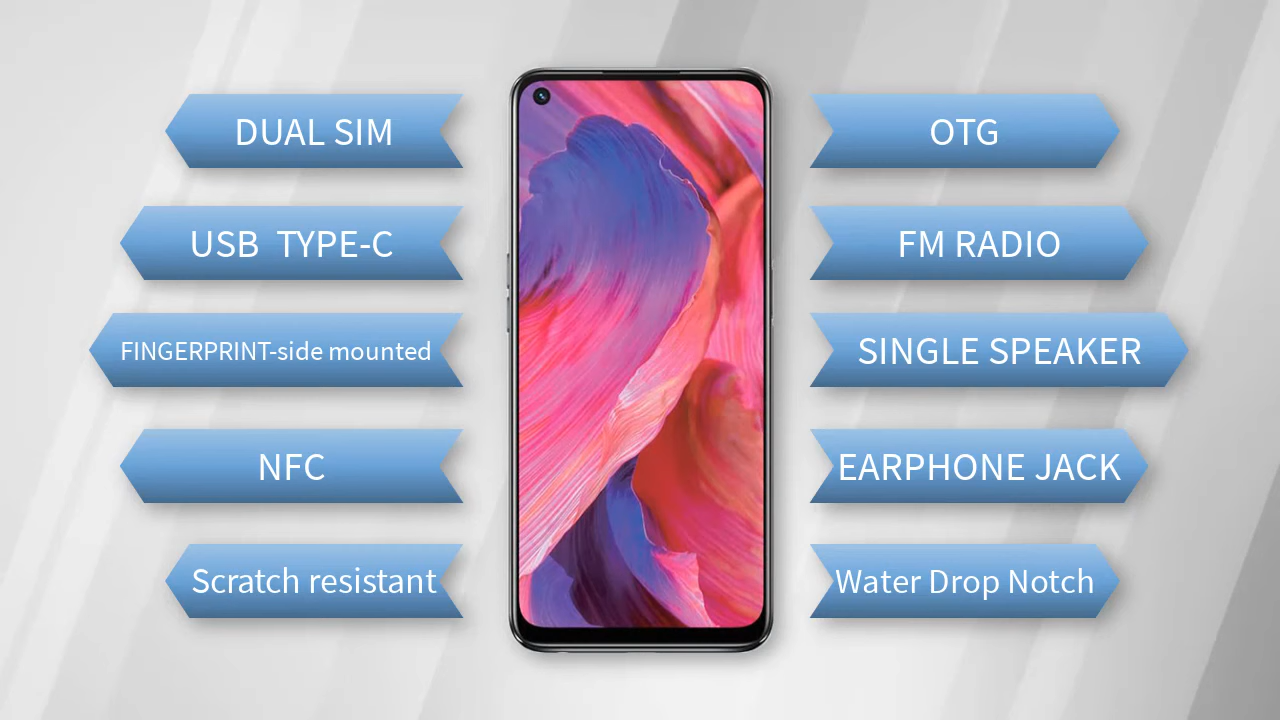 DUAL SIM
USB  TYPE-C
FINGERPRINT-side mounted
NFC
Scratch resistant
OTG
FM RADIO
SINGLE SPEAKER
EARPHONE JACK
Water Drop Notch